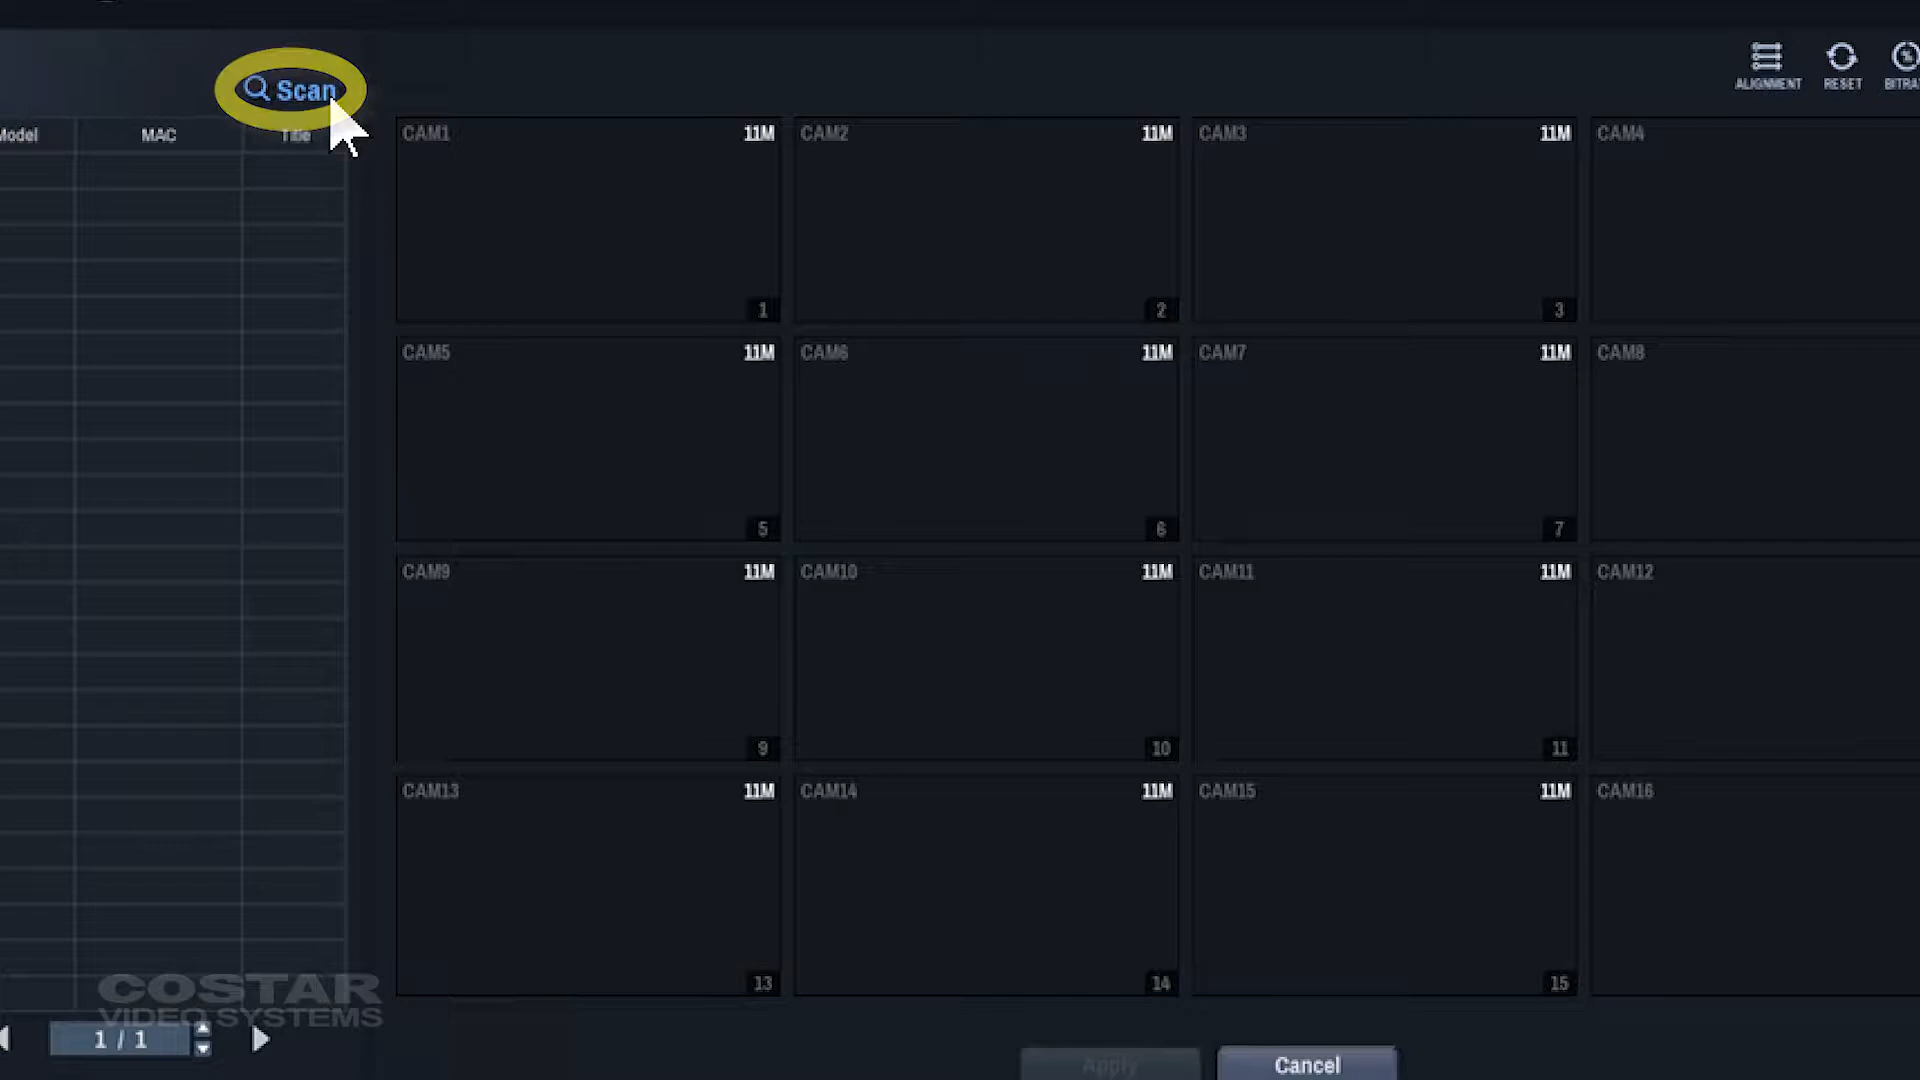 Scan
ALIGNMENT
RESET
BITRA
Model
MAC
Title
CAM1
11M
CAM2
11M
CAM3
11M
CAM4
1
2
3
CAM5
11M
CAM6
11M
CAM7
11M
CAM8
5
6
7
CAM9
11M
CAM10
11M
CAM11
11M
CAM12
9
10
11
CAM13
11M
CAM14
11M
CAM15
11M
CAM16
13
14
15
COSTAR
VIDEO SYSTEMS
1 / 1
Apply
Cancel